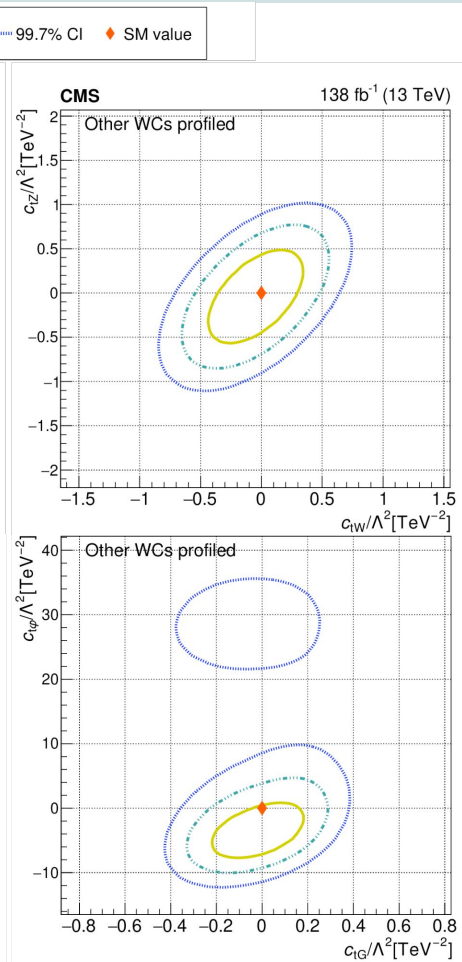 99.7% CI SM value
CMS 138 fb⁻¹ (13 TeV)
Other WCs profiled
c_tZ/Λ²[TeV⁻²]
2
1.5
1
0.5
0
−0.5
−1
−1.5
−2
−1.5 −1 −0.5 0 0.5 1 1.5
c_tW/Λ²[TeV⁻²]
Other WCs profiled
c_tφ/Λ²[TeV⁻²]
40
30
20
10
0
−10
−0.8 −0.6 −0.4 −0.2 0 0.2 0.4 0.6 0.8
c_tG/Λ²[TeV⁻²]